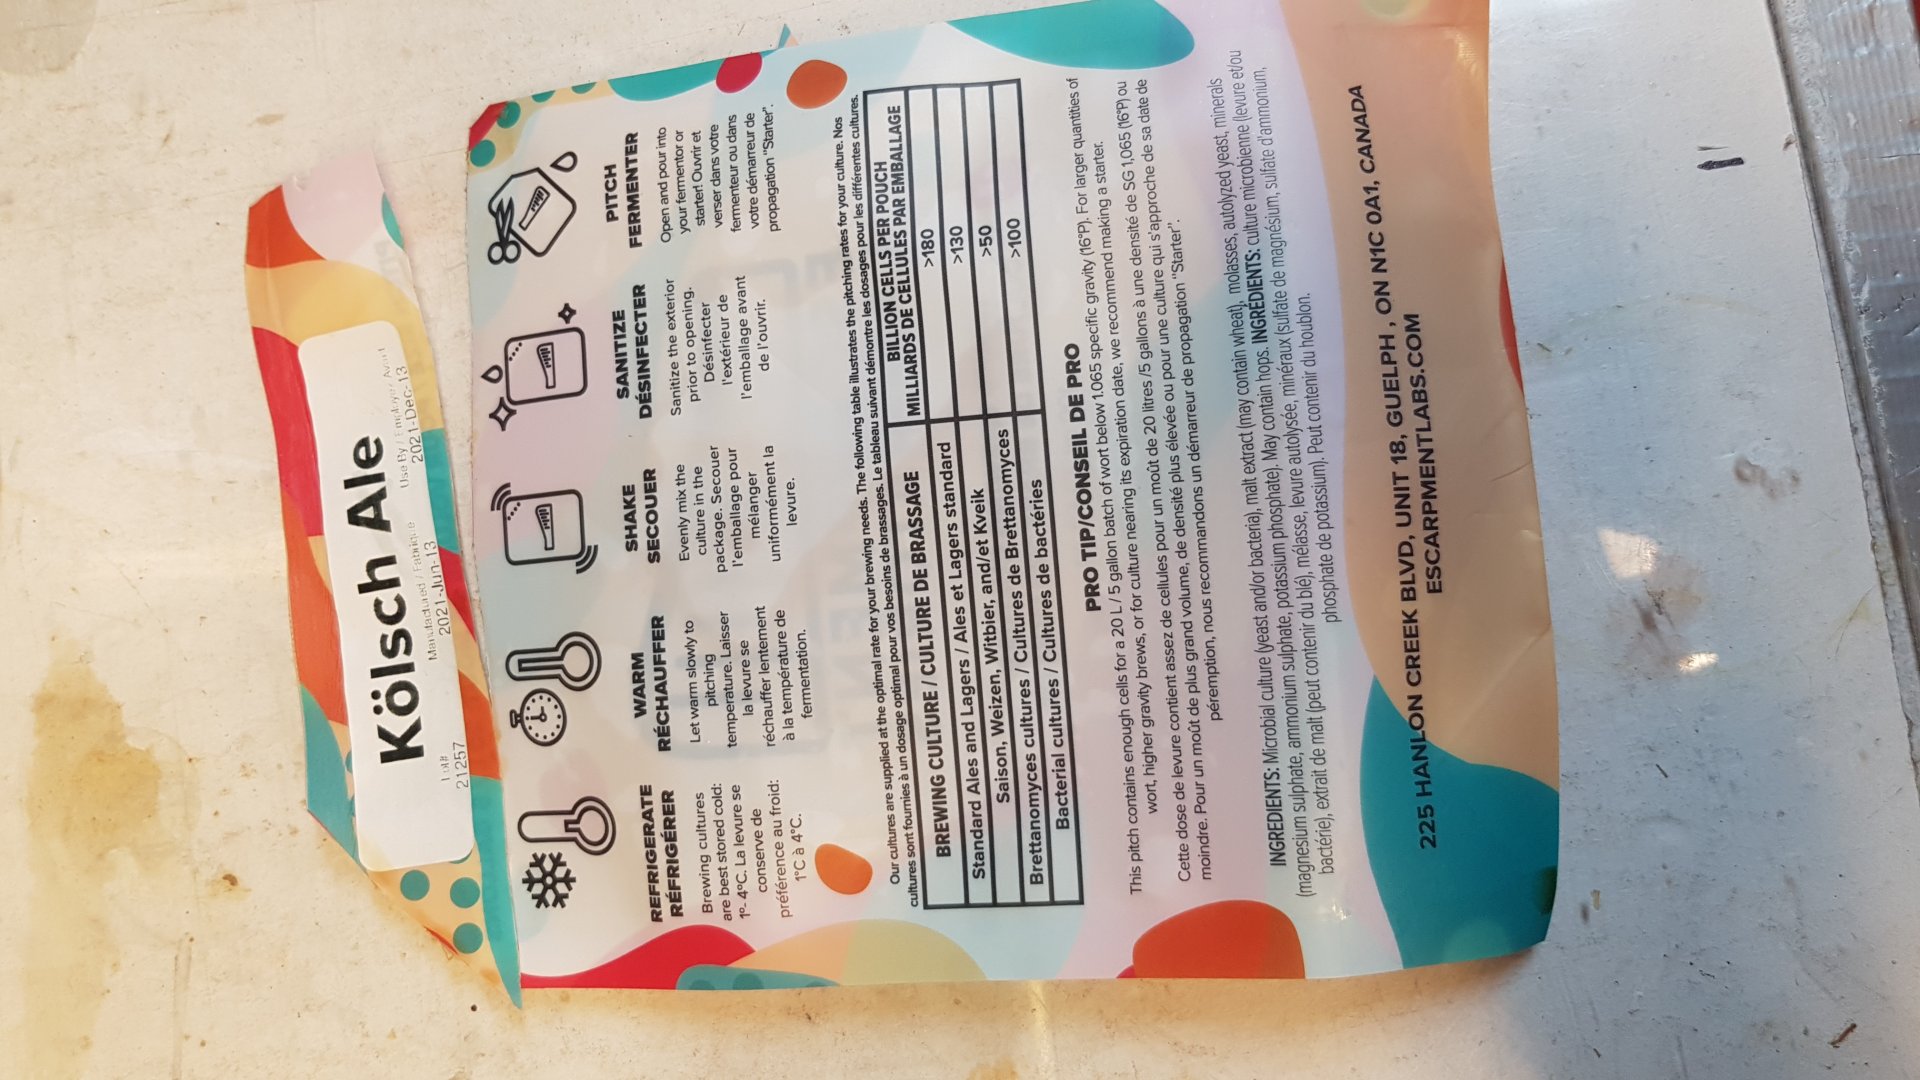 Kölsch Ale
Lot#
Manufactured / Fabriqué
Use By / Employer Avant
21257
2021-Jun-13
2021-Dec-13
REFRIGERATE
RÉFRIGÉRER
Brewing cultures
are best stored cold:
1º- 4ºC. La levure se
conserve de
préférence au froid:
1ºC à 4ºC.
WARM
RÉCHAUFFER
Let warm slowly to
pitching
temperature. Laisser
la levure se
réchauffer lentement
à la température de
fermentation.
SHAKE
SECOUER
Evenly mix the
culture in the
package. Secouer
l'emballage pour
mélanger
uniformément la
levure.
SANITIZE
DÉSINFECTER
Sanitize the exterior
prior to opening.
Désinfecter
l'extérieur de
l'emballage avant
de l'ouvrir.
PITCH
FERMENTER
Open and pour into
your fermentor or
starter! Ouvrir et
verser dans votre
fermenteur ou dans
votre démarreur de
propagation "Starter".
Our cultures are supplied at the optimal rate for your brewing needs. The following table illustrates the pitching rates for your culture. Nos
cultures sont fournies à un dosage optimal pour vos besoins de brassages. Le tableau suivant démontre les dosages pour les différentes cultures.
BREWING CULTURE / CULTURE DE BRASSAGE
BILLION CELLS PER POUCH
MILLIARDS DE CELLULES PAR EMBALLAGE
Standard Ales and Lagers / Ales et Lagers standard
>180
Saison, Weizen, Witbier, and/et Kveik
>130
Brettanomyces cultures / Cultures de Brettanomyces
>50
Bacterial cultures / Cultures de bactéries
>100
PRO TIP/CONSEIL DE PRO
This pitch contains enough cells for a 20 L / 5 gallon batch of wort below 1.065 specific gravity (16ºP). For larger quantities of
wort, higher gravity brews, or for culture nearing its expiration date, we recommend making a starter.
Cette dose de levure contient assez de cellules pour un moût de 20 litres /5 gallons à une densité de SG 1,065 (16ºP) ou
moindre. Pour un moût de plus grand volume, de densité plus élevée ou pour une culture qui s'approche de sa date de
péremption, nous recommandons un démarreur de propagation "Starter".
INGREDIENTS: Microbial culture (yeast and/or bacteria), malt extract (may contain wheat), molasses, autolyzed yeast, minerals
(magnesium sulphate, ammonium sulphate, potassium phosphate). May contain hops. INGRÉDIENTS: culture microbienne (levure et/ou
bactérie), extrait de malt (peut contenir du blé), mélasse, levure autolysée, minéraux (sulfate de magnésium, sulfate d'ammonium,
phosphate de potassium). Peut contenir du houblon.
225 HANLON CREEK BLVD, UNIT 18, GUELPH , ON N1C 0A1, CANADA
ESCARPMENTLABS.COM